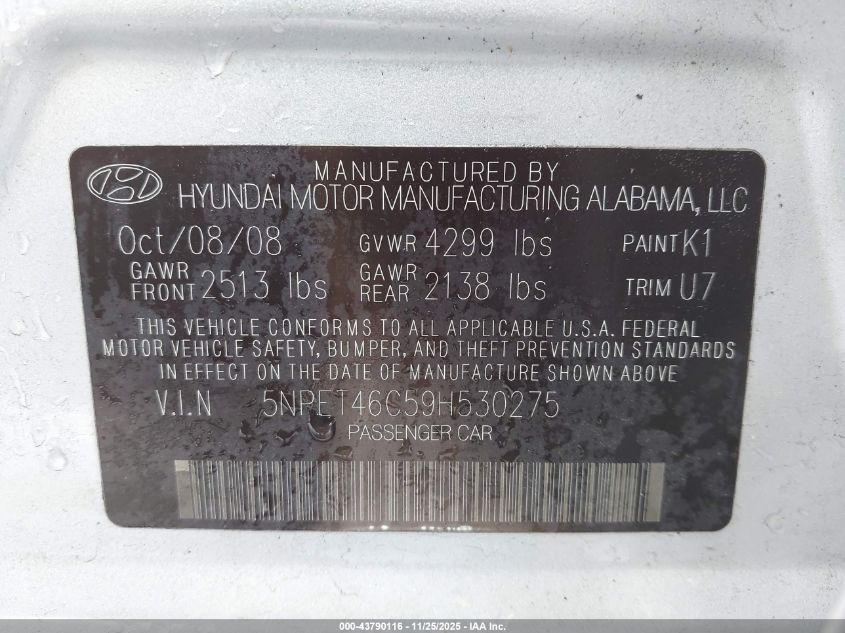 MANUFACTURED BY
HYUNDAI MOTOR MANUFACTURING ALABAMA, LLC
Oct/08/08 GVWR 4299 lbs PAINT K1
GAWR FRONT 2513 lbs GAWR REAR 2138 lbs TRIM U7
THIS VEHICLE CONFORMS TO ALL APPLICABLE U.S.A. FEDERAL
MOTOR VEHICLE SAFETY, BUMPER, AND THEFT PREVENTION STANDARDS
IN EFFECT ON THE DATE OF MANUFACTURE SHOWN ABOVE.
V.I.N 5NPET46C59H530275
PASSENGER CAR
000-43790116 - 11/25/2025 - IAA Inc.